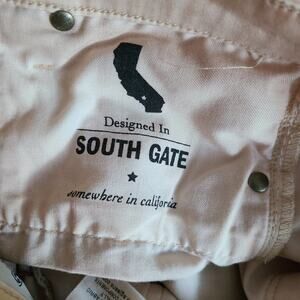 Designed In
SOUTH GATE
somewhere in california